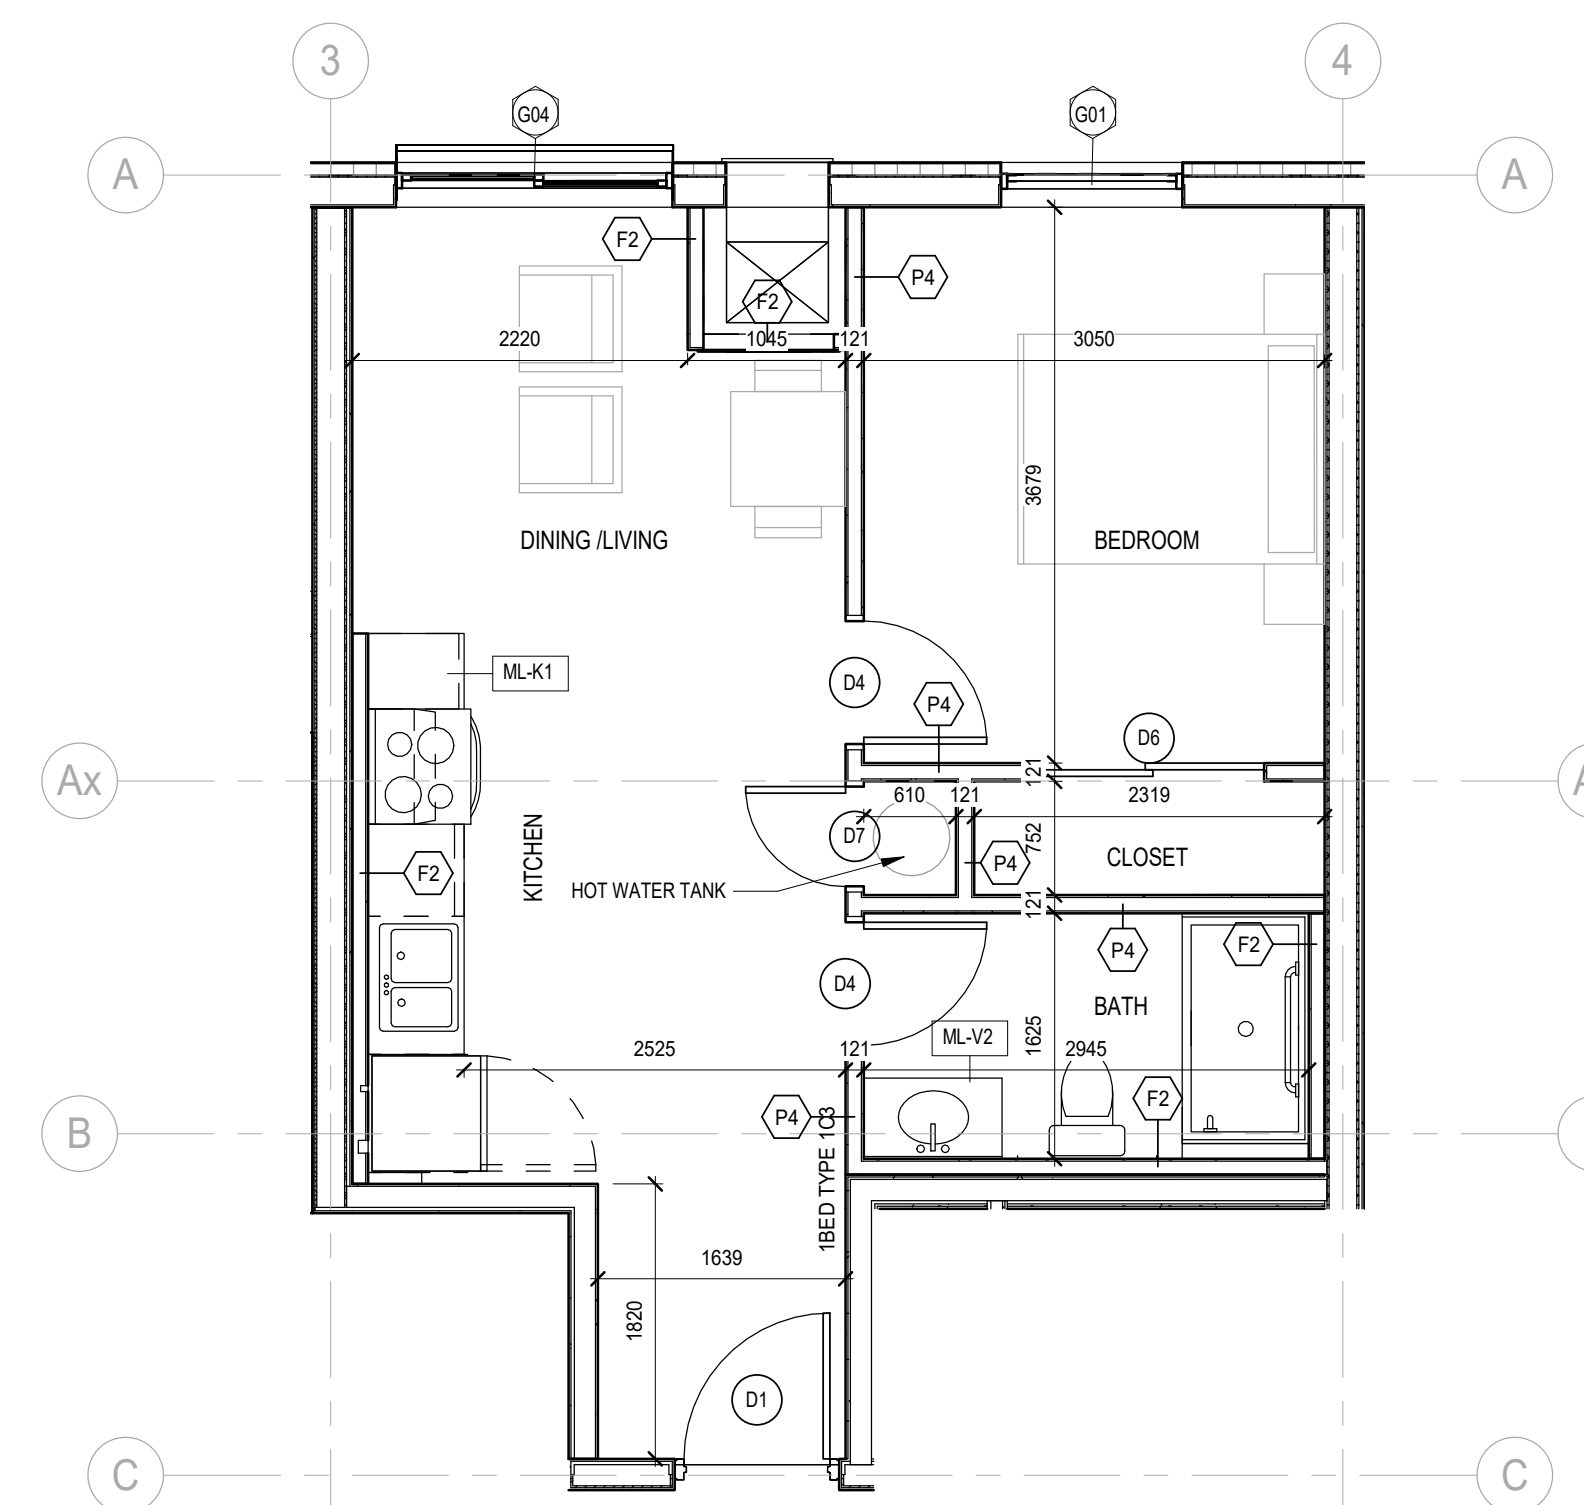 3
4
G04
G01
A
A
F2
P4
F2
2220
1045
121
3050
3679
DINING /LIVING
BEDROOM
ML-K1
D4
P4
D6
Ax
121
610
121
2319
D7
752
KITCHEN
F2
P4
CLOSET
HOT WATER TANK
121
P4
F2
D4
BATH
1625
ML-V2
2525
121
2945
F2
P4
B
1BED TYPE 1C3
1639
1820
D1
C
C